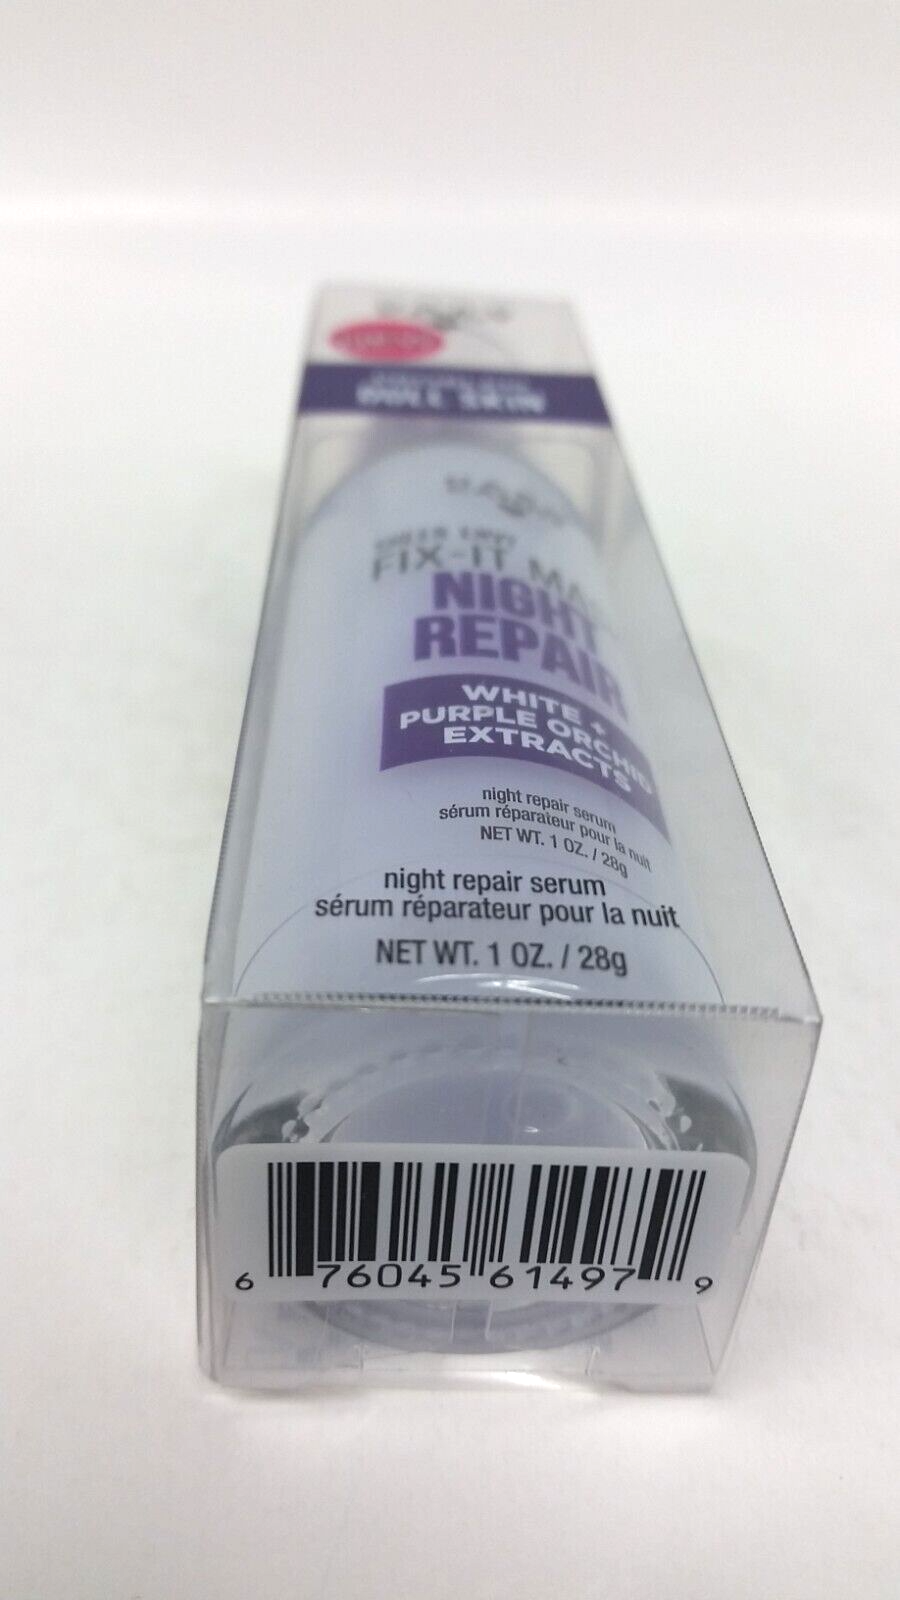 DULL SKIN
FIX-IT
NIGHT
REPAIR
WHITE +
PURPLE ORCHID
EXTRACTS
night repair serum
sérum réparateur pour la nuit
NET WT. 1 OZ. / 28g
night repair serum
sérum réparateur pour la nuit
NET WT. 1 OZ. / 28g
6 76045 61497 9